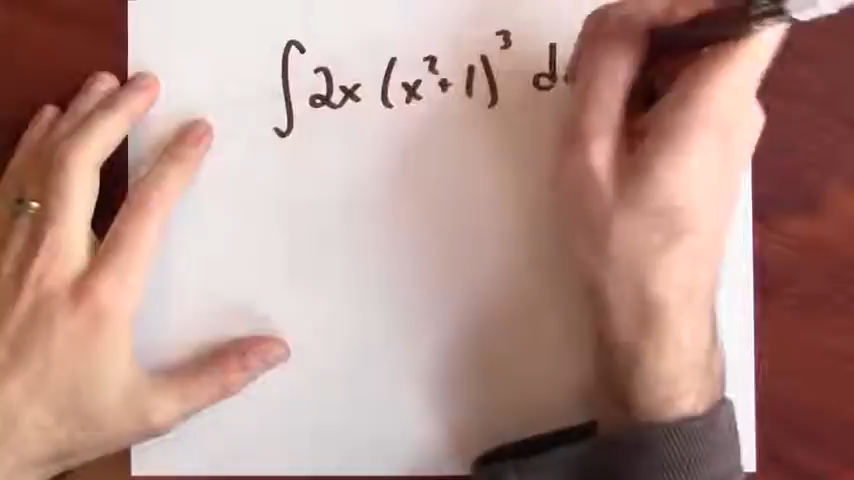 ∫ 2x (x²+1)³ d